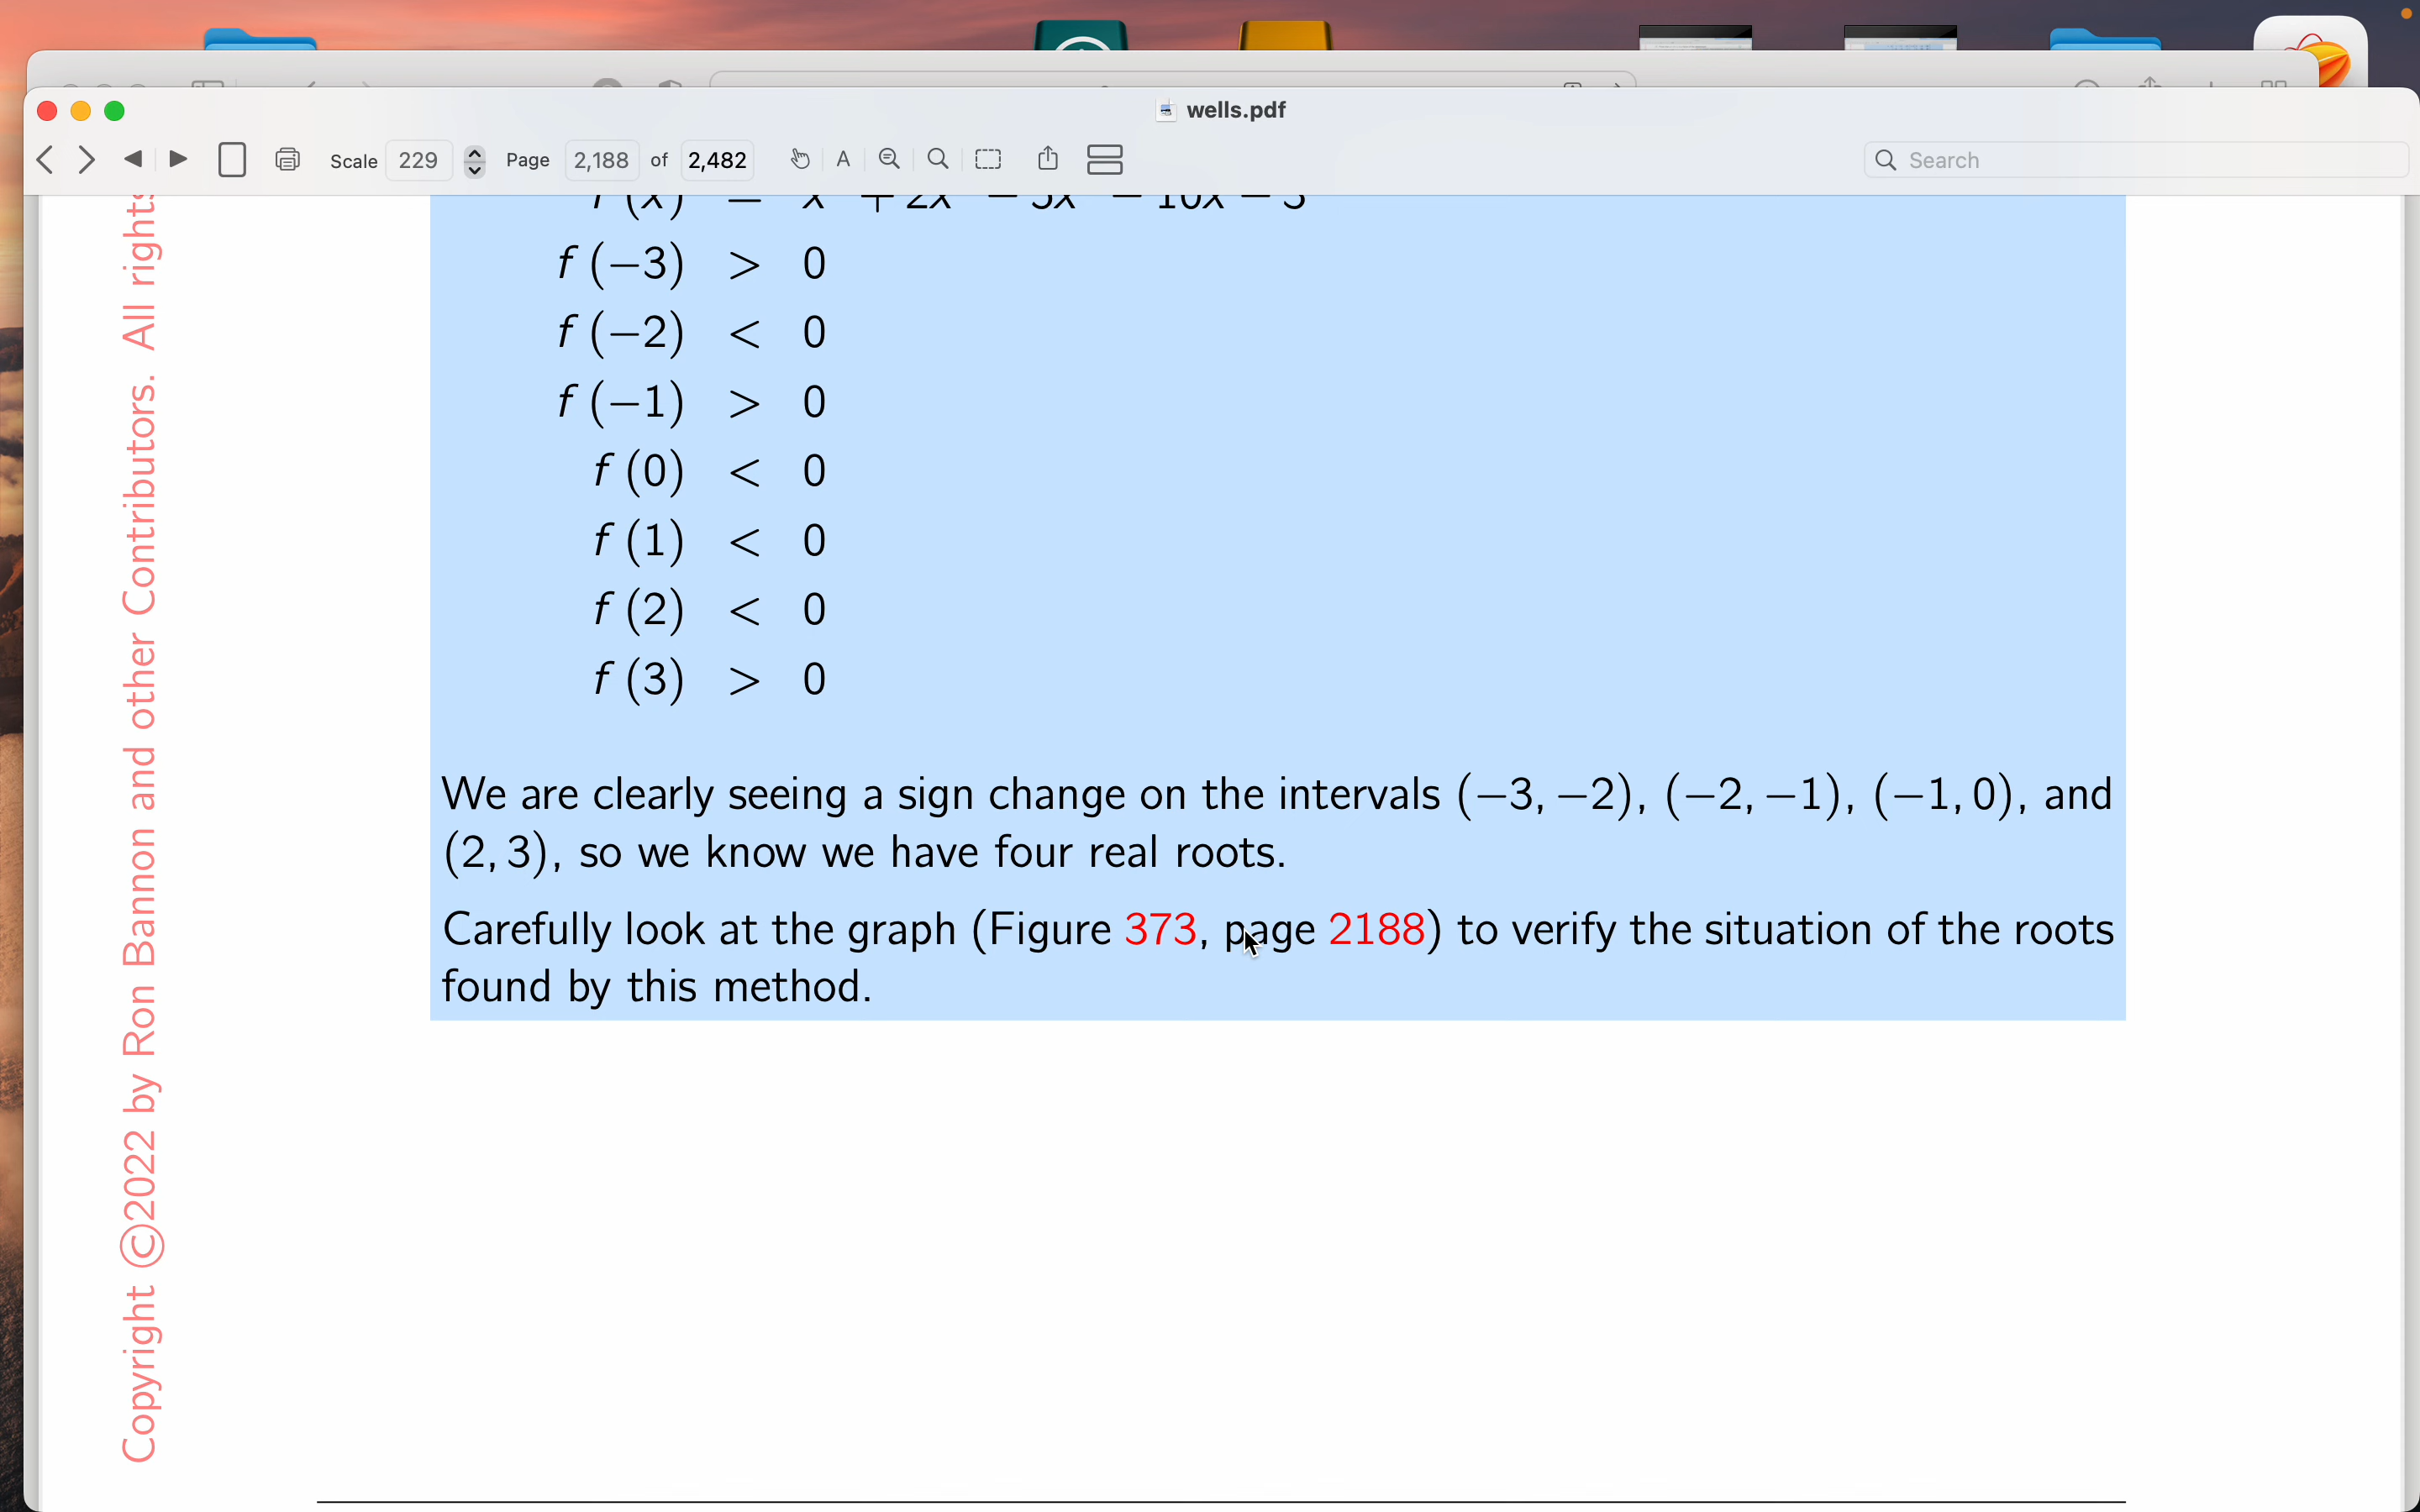 wells.pdf
Scale 229 Page 2,188 of 2,482 A Search
f (−3) > 0
f (−2) < 0
f (−1) > 0
f (0) < 0
f (1) < 0
f (2) < 0
f (3) > 0
We are clearly seeing a sign change on the intervals (−3, −2), (−2, −1), (−1, 0), and
(2, 3), so we know we have four real roots.
Carefully look at the graph (Figure 373, page 2188) to verify the situation of the roots
found by this method.
Copyright ©2022 by Ron Bannon and other Contributors. All rights